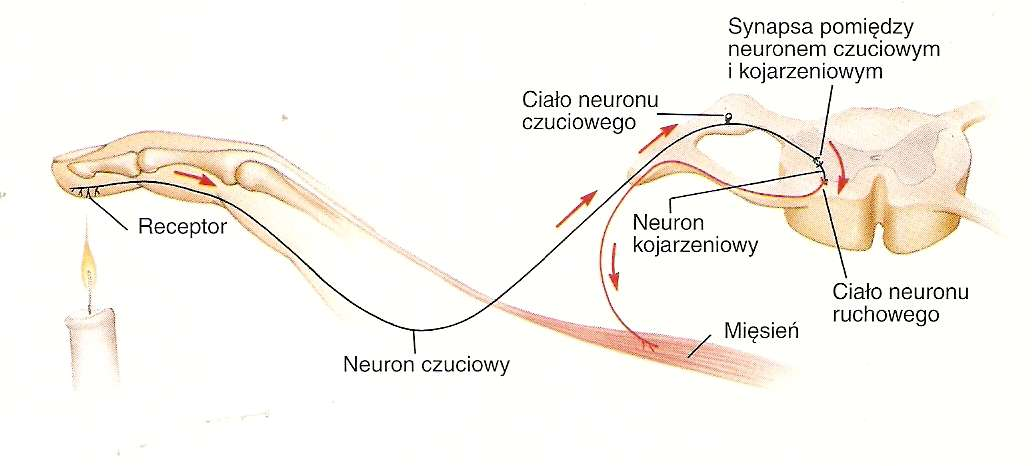 Synapsa pomiędzy
neuronem czuciowym
i kojarzeniowym
Ciało neuronu
czuciowego
Receptor
Neuron
kojarzeniowy
Ciało neuronu
ruchowego
Mięsień
Neuron czuciowy